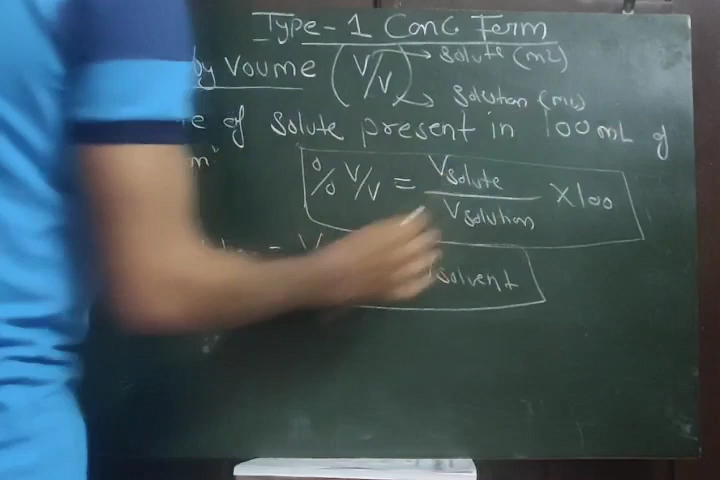 Type-1 Conc Term
by Voume (V/V) → Solute (mL)
→ Solution (mL)
e of Solute present in 100mL of
n"
% V/V = Vsolute / Vsolution X100
= V Vsolvent